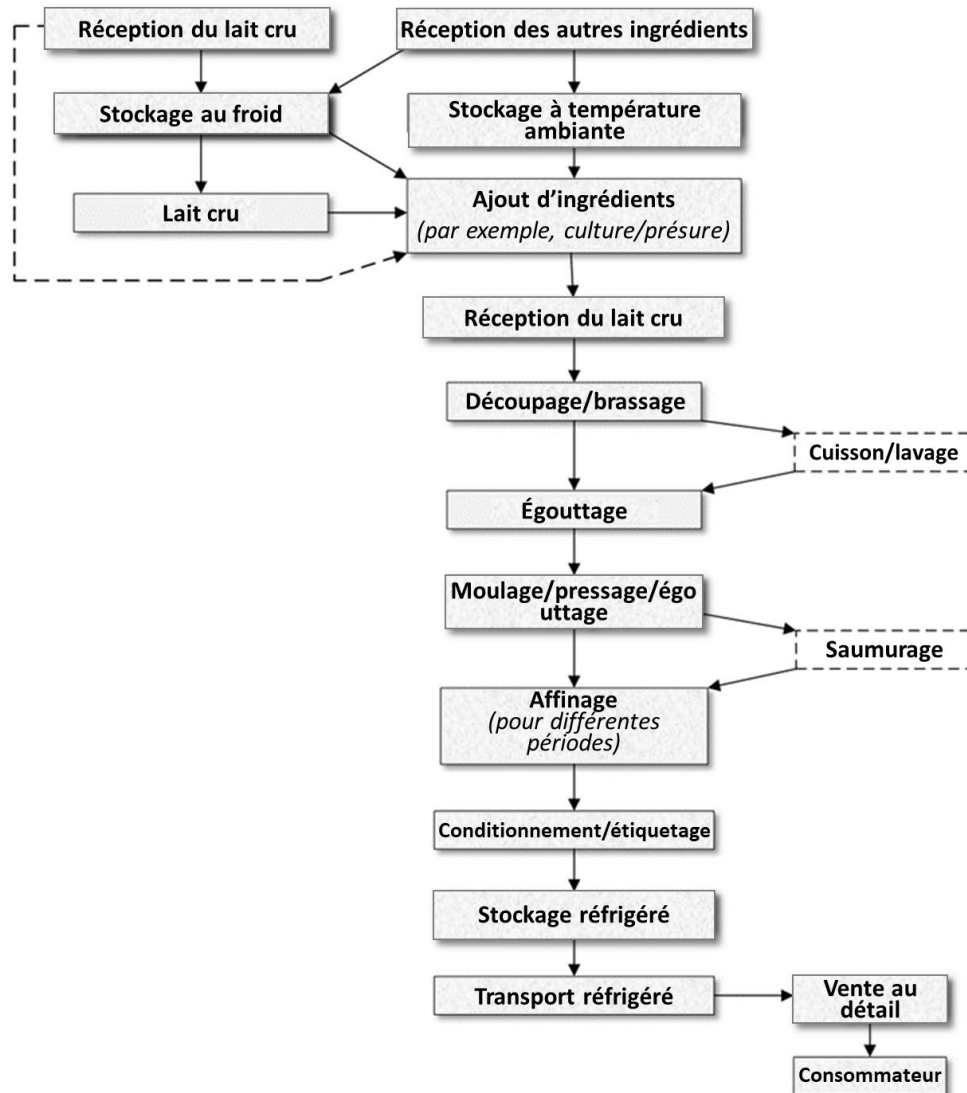 Réception du lait cru
Réception des autres ingrédients
Stockage au froid
Stockage à température
ambiante
Lait cru
Ajout d’ingrédients
(par exemple, culture/présure)
Réception du lait cru
Découpage/brassage
Cuisson/lavage
Égouttage
Moulage/pressage/égo
uttage
Saumurage
Affinage
(pour différentes
périodes)
Conditionnement/étiquetage
Stockage réfrigéré
Transport réfrigéré
Vente au
détail
Consommateur